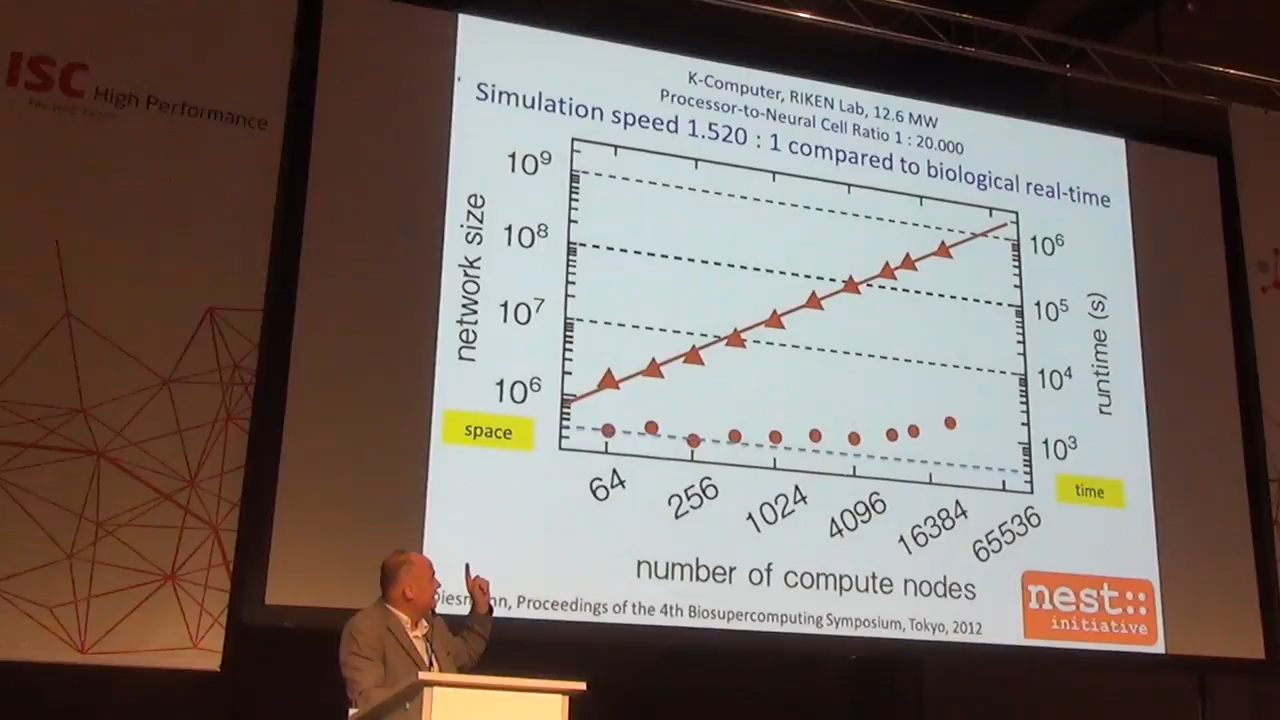 ISC High Performance
K-Computer, RIKEN Lab, 12.6 MW
Processor-to-Neural Cell Ratio 1 : 20.000
Simulation speed 1.520 : 1 compared to biological real-time
network size
10⁹
10⁸
10⁷
10⁶
space
10⁶
10⁵
10⁴
10³
runtime (s)
time
64
256
1024
4096
16384
65536
number of compute nodes
nest::
initiative
Proceedings of the 4th Biosupercomputing Symposium, Tokyo, 2012